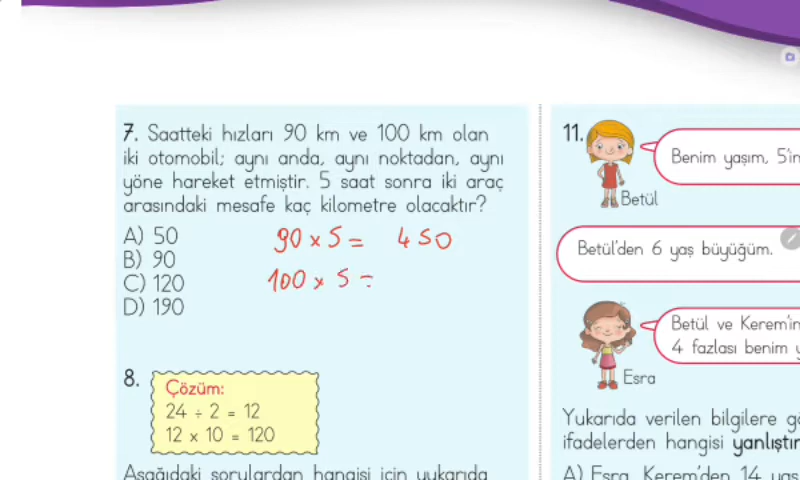 7. Saatteki hızları 90 km ve 100 km olan
iki otomobil; aynı anda, aynı noktadan, aynı
yöne hareket etmiştir. 5 saat sonra iki araç
arasındaki mesafe kaç kilometre olacaktır?
A) 50
B) 90
C) 120
D) 190
90 x 5 = 450
100 x 5 =
8.
Çözüm:
24 ÷ 2 = 12
12 x 10 = 120
Aşağıdaki sorulardan hangisi için yukarıda
11.
Benim yaşım, 5'in
Betül
Betül'den 6 yaş büyüğüm.
Betül ve Kerem'in
4 fazlası benim y
Esra
Yukarıda verilen bilgilere gö
ifadelerden hangisi yanlıştır
A) Esra, Kerem'den 14 yaş